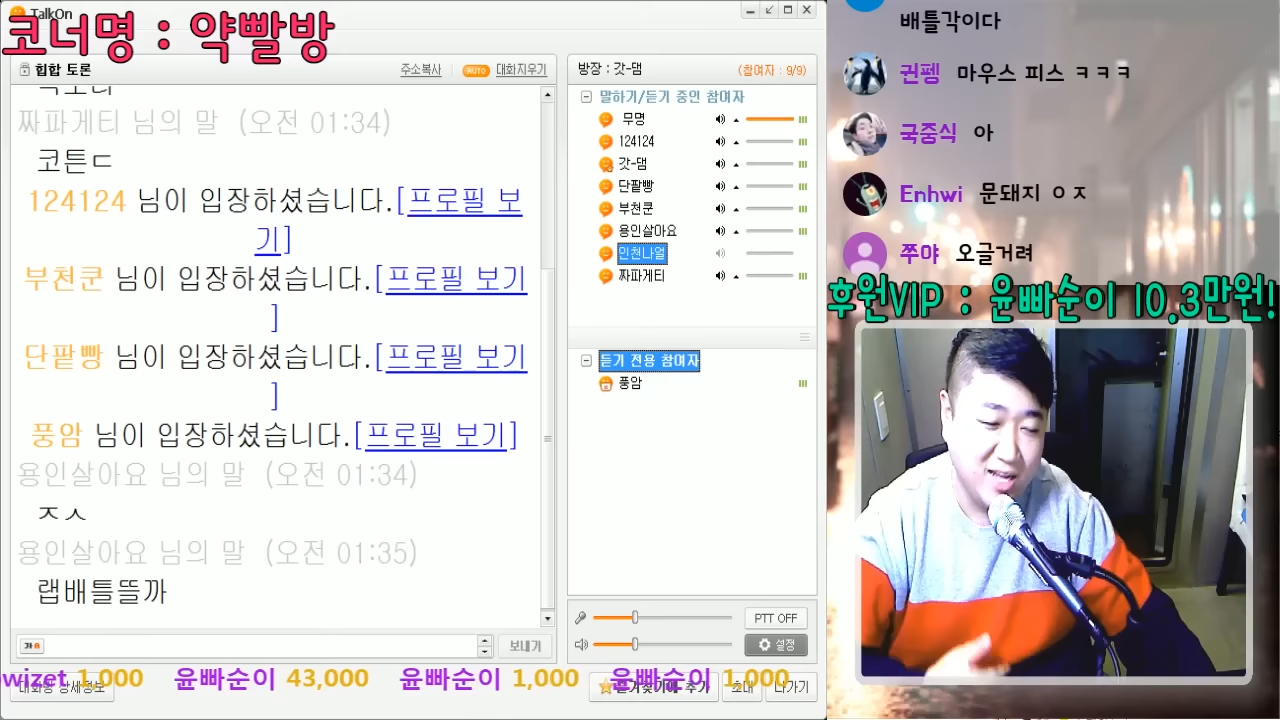 TalkOn
코너명 : 약빨방
힙합 토론
주소복사
AUTO 대화지우기
짜파게티 님의 말 (오전 01:34)
코튼ㄷ
124124 님이 입장하셨습니다.[프로필 보
기]
부천쿤 님이 입장하셨습니다.[프로필 보기
]
단팥빵 님이 입장하셨습니다.[프로필 보기
]
풍암 님이 입장하셨습니다.[프로필 보기]
용인살아요 님의 말 (오전 01:34)
ㅈㅅ
용인살아요 님의 말 (오전 01:35)
랩배틀뜰까
보내기
대화방 상세정보
방장 : 갓-댐
(참여자 : 9/9)
말하기/듣기 중인 참여자
무명
124124
갓-댐
단팥빵
부천쿤
용인살아요
인천나얼
짜파게티
듣기 전용 참여자
풍암
PTT OFF
설정
초대
나가기
wizet 1,000 윤빠순이 43,000 윤빠순이 1,000 윤빠순이 1,000
배틀각이다
귄펭 마우스 피스 ㅋㅋㅋ
국중식 아
Enhwi 문돼지 ㅇㅈ
쭈야 오글거려
후원VIP : 윤빠순이 10.3만원!